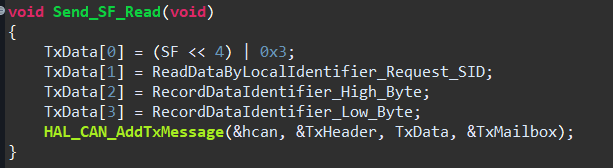 void Send_SF_Read(void)
{
TxData[0] = (SF << 4) | 0x3;
TxData[1] = ReadDataByLocalIdentifier_Request_SID;
TxData[2] = RecordDataIdentifier_High_Byte;
TxData[3] = RecordDataIdentifier_Low_Byte;
HAL_CAN_AddTxMessage(&hcan, &TxHeader, TxData, &TxMailbox);
}